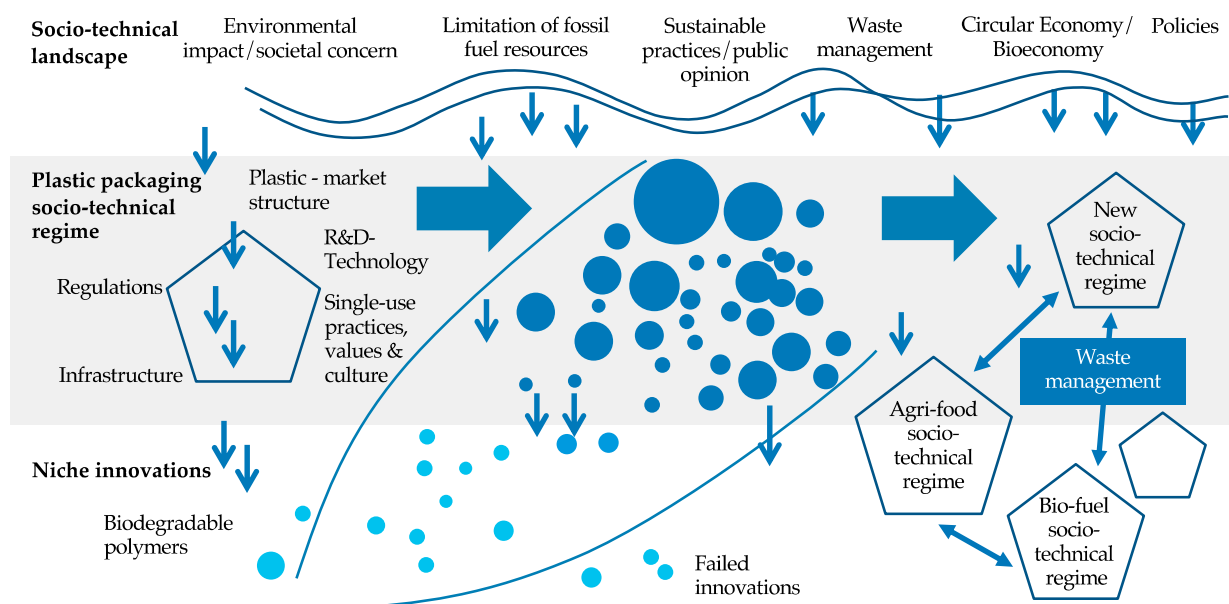 Socio-technical
landscape
Environmental
impact/societal concern
Limitation of fossil
fuel resources
Sustainable
practices/public
opinion
Waste
management
Circular Economy/
Bioeconomy
Policies
Plastic packaging
socio-technical
regime
Plastic - market
structure
R&D-
Technology
Regulations
Single-use
practices,
values &
culture
Infrastructure
New
socio-
technical
regime
Waste
management
Agri-food
socio-
technical
regime
Niche innovations
Biodegradable
polymers
Failed
innovations
Bio-fuel
socio-
technical
regime